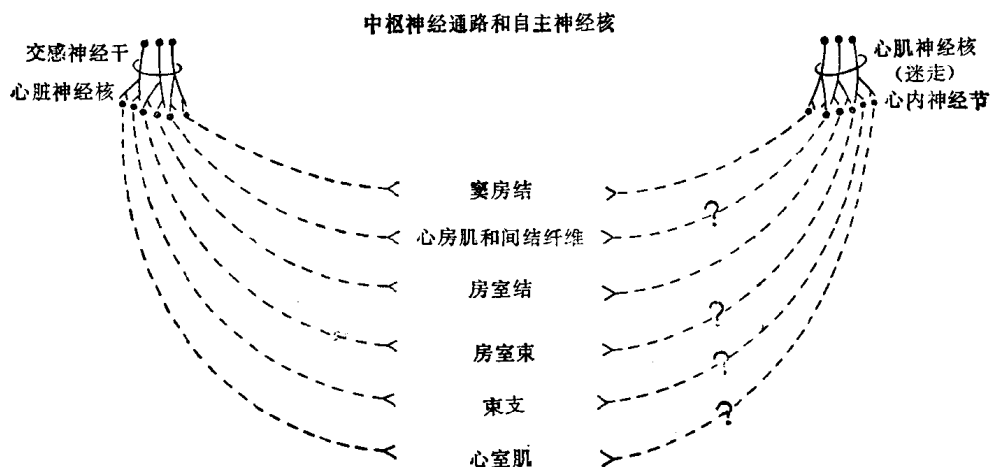 中枢神经通路和自主神经核
交感神经干
心脏神经核
心肌神经核
(迷走)
心内神经节
窦房结
?
心房肌和间结纤维
房室结
?
房室束
?
束支
?
心室肌